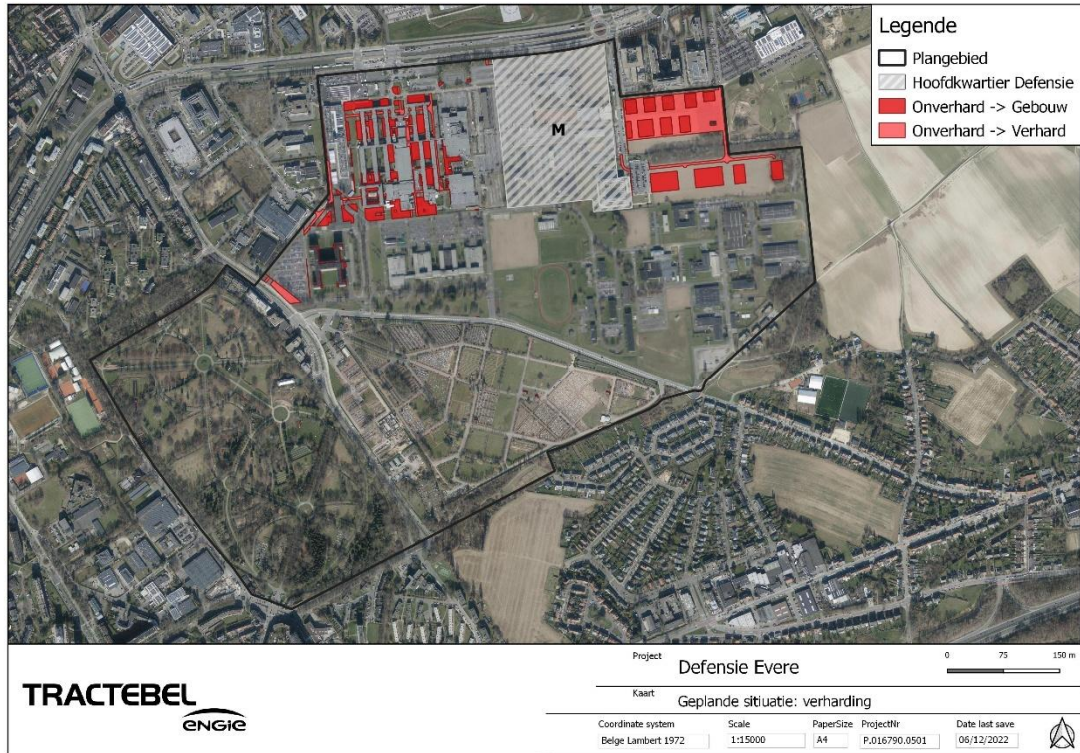 Legende
Plangebied
Hoofdkwartier Defensie
Onverhard -> Gebouw
Onverhard -> Verhard
M
TRACTEBEL
ENGIE
Project Defensie Evere
0 75 150 m
Kaart Geplande situatie: verharding
Coordinate system Scale PaperSize ProjectNr Date last save
Belge Lambert 1972 1:15000 A4 P.016790.0501 06/12/2022